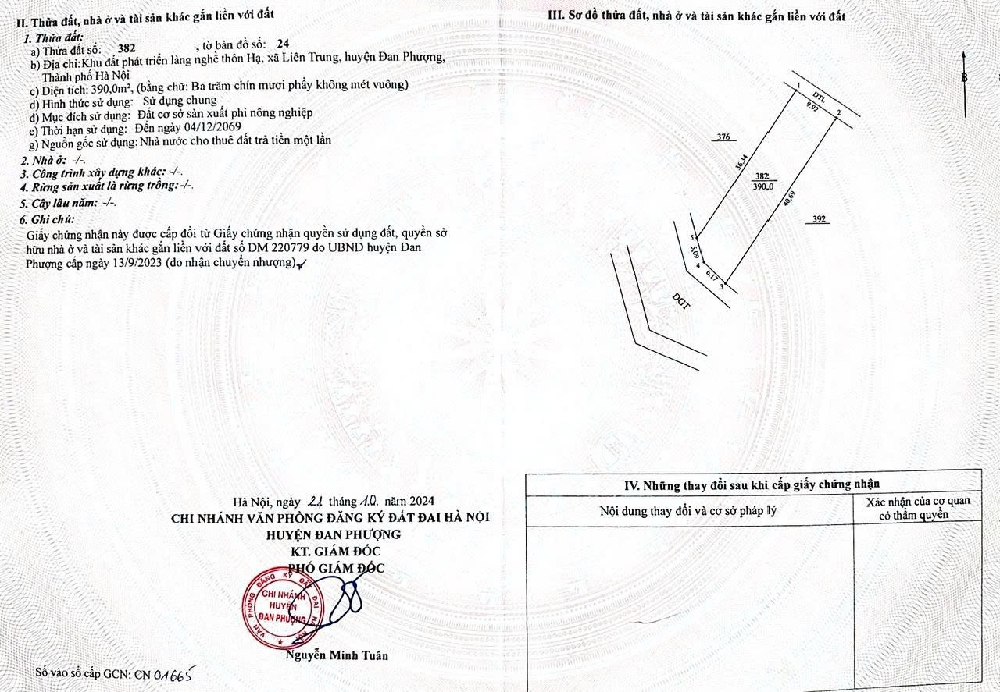 II. Thửa đất, nhà ở và tài sản khác gắn liền với đất
1. Thửa đất:
a) Thửa đất số: 382 , tờ bản đồ số: 24
b) Địa chỉ: Khu đất phát triển làng nghề thôn Hạ, xã Liên Trung, huyện Đan Phượng,
Thành phố Hà Nội
c) Diện tích: 390,0m², (bằng chữ: Ba trăm chín mươi phẩy không mét vuông)
d) Hình thức sử dụng: Sử dụng chung
đ) Mục đích sử dụng: Đất cơ sở sản xuất phi nông nghiệp
e) Thời hạn sử dụng: Đến ngày 04/12/2069
g) Nguồn gốc sử dụng: Nhà nước cho thuê đất trả tiền một lần
2. Nhà ở: -/-.
3. Công trình xây dựng khác: -/-.
4. Rừng sản xuất là rừng trồng: -/-.
5. Cây lâu năm: -/-.
6. Ghi chú:
Giấy chứng nhận này được cấp đổi từ Giấy chứng nhận quyền sử dụng đất, quyền sở
hữu nhà ở và tài sản khác gắn liền với đất số DM 220779 do UBND huyện Đan
Phượng cấp ngày 13/9/2023 (do nhận chuyển nhượng)
Hà Nội, ngày 21 tháng 10. năm 2024
CHI NHÁNH VĂN PHÒNG ĐĂNG KÝ ĐẤT ĐAI HÀ NỘI
HUYỆN ĐAN PHƯỢNG
KT. GIÁM ĐỐC
PHÓ GIÁM ĐỐC
VĂN PHÒNG ĐĂNG KÝ ĐẤT ĐAI HÀ NỘI
CHI NHÁNH
HUYỆN
ĐAN PHƯỢNG
Nguyễn Minh Tuân
Số vào sổ cấp GCN: CN 01665
III. Sơ đồ thửa đất, nhà ở và tài sản khác gắn liền với đất
B
1
DTL
9,92
2
376
36,34
382
390,0
40,69
392
5
5,09
4
6,17
3
DGT
IV. Những thay đổi sau khi cấp giấy chứng nhận
Nội dung thay đổi và cơ sở pháp lý
Xác nhận của cơ quan
có thẩm quyền